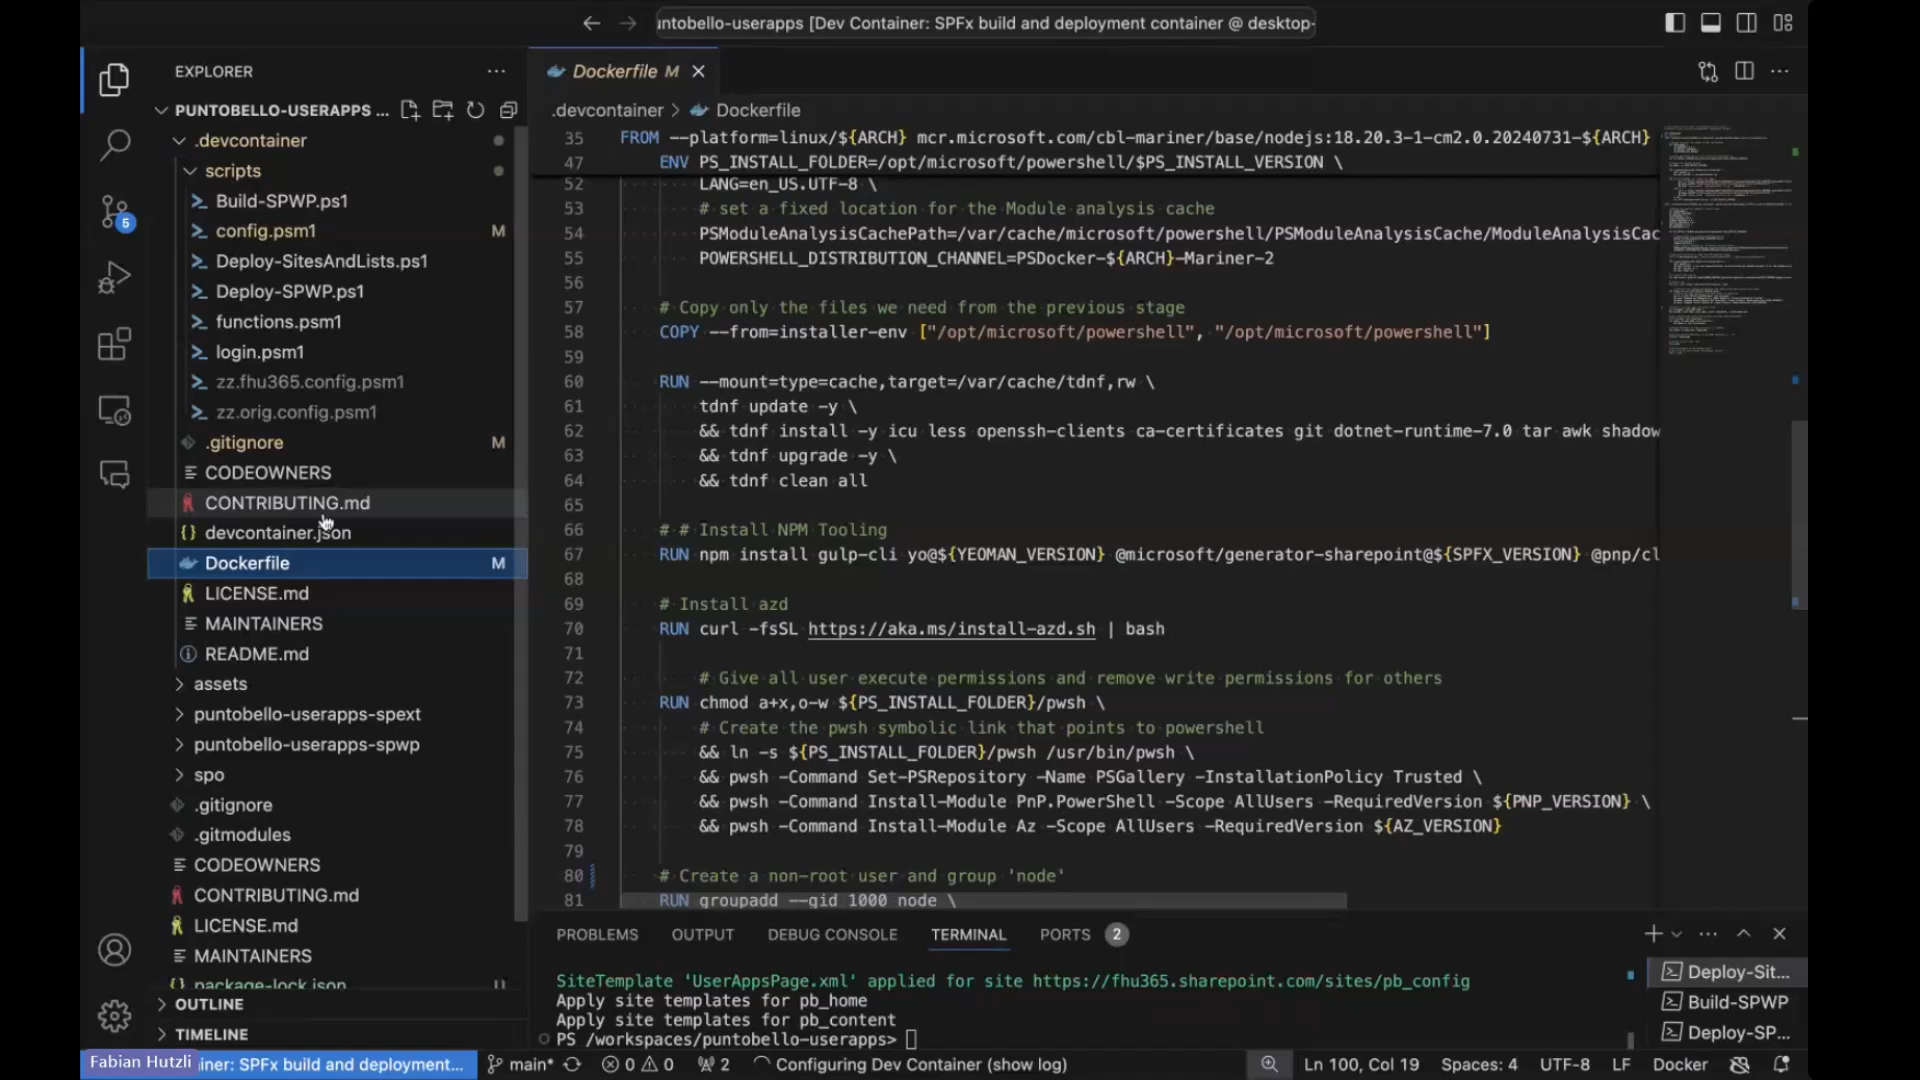 untobello-userapps [Dev Container: SPFx build and deployment container @ desktop-
EXPLORER
PUNTOBELLO-USERAPPS ...
.devcontainer
scripts
Build-SPWP.ps1
config.psm1 M
Deploy-SitesAndLists.ps1
Deploy-SPWP.ps1
functions.psm1
login.psm1
zz.fhu365.config.psm1
zz.orig.config.psm1
.gitignore M
CODEOWNERS
CONTRIBUTING.md
devcontainer.json
Dockerfile M
LICENSE.md
MAINTAINERS
README.md
assets
puntobello-userapps-spext
puntobello-userapps-spwp
spo
.gitignore
.gitmodules
CODEOWNERS
CONTRIBUTING.md
LICENSE.md
MAINTAINERS
package-lock.json
OUTLINE
TIMELINE
5
Dockerfile M
.devcontainer > Dockerfile
35 FROM --platform=linux/${ARCH} mcr.microsoft.com/cbl-mariner/base/nodejs:18.20.3-1-cm2.0.20240731-${ARCH}
47 ENV PS_INSTALL_FOLDER=/opt/microsoft/powershell/$PS_INSTALL_VERSION \
52 LANG=en_US.UTF-8 \
53 # set a fixed location for the Module analysis cache
54 PSModuleAnalysisCachePath=/var/cache/microsoft/powershell/PSModuleAnalysisCache/ModuleAnalysisCac
55 POWERSHELL_DISTRIBUTION_CHANNEL=PSDocker-${ARCH}-Mariner-2
56
57 # Copy only the files we need from the previous stage
58 COPY --from=installer-env ["/opt/microsoft/powershell", "/opt/microsoft/powershell"]
59
60 RUN --mount=type=cache,target=/var/cache/tdnf,rw \
61 tdnf update -y \
62 && tdnf install -y icu less openssh-clients ca-certificates git dotnet-runtime-7.0 tar awk shadow
63 && tdnf upgrade -y \
64 && tdnf clean all
65
66 # # Install NPM Tooling
67 RUN npm install gulp-cli yo@${YEOMAN_VERSION} @microsoft/generator-sharepoint@${SPFX_VERSION} @pnp/cl
68
69 # Install azd
70 RUN curl -fsSL https://aka.ms/install-azd.sh | bash
71
72 # Give all user execute permissions and remove write permissions for others
73 RUN chmod a+x,o-w ${PS_INSTALL_FOLDER}/pwsh \
74 # Create the pwsh symbolic link that points to powershell
75 && ln -s ${PS_INSTALL_FOLDER}/pwsh /usr/bin/pwsh \
76 && pwsh -Command Set-PSRepository -Name PSGallery -InstallationPolicy Trusted \
77 && pwsh -Command Install-Module PnP.PowerShell -Scope AllUsers -RequiredVersion ${PNP_VERSION} \
78 && pwsh -Command Install-Module Az -Scope AllUsers -RequiredVersion ${AZ_VERSION}
79
80 # Create a non-root user and group 'node'
81 RUN groupadd --gid 1000 node \
PROBLEMS OUTPUT DEBUG CONSOLE TERMINAL PORTS 2
SiteTemplate 'UserAppsPage.xml' applied for site https://fhu365.sharepoint.com/sites/pb_config
Apply site templates for pb_home
Apply site templates for pb_content
PS /workspaces/puntobello-userapps>
Deploy-Sit...
Build-SPWP
Deploy-SP...
Fabian Hutzli
iner: SPFx build and deployment... main* 0 0 2 Configuring Dev Container (show log) Ln 100, Col 19 Spaces: 4 UTF-8 LF Docker